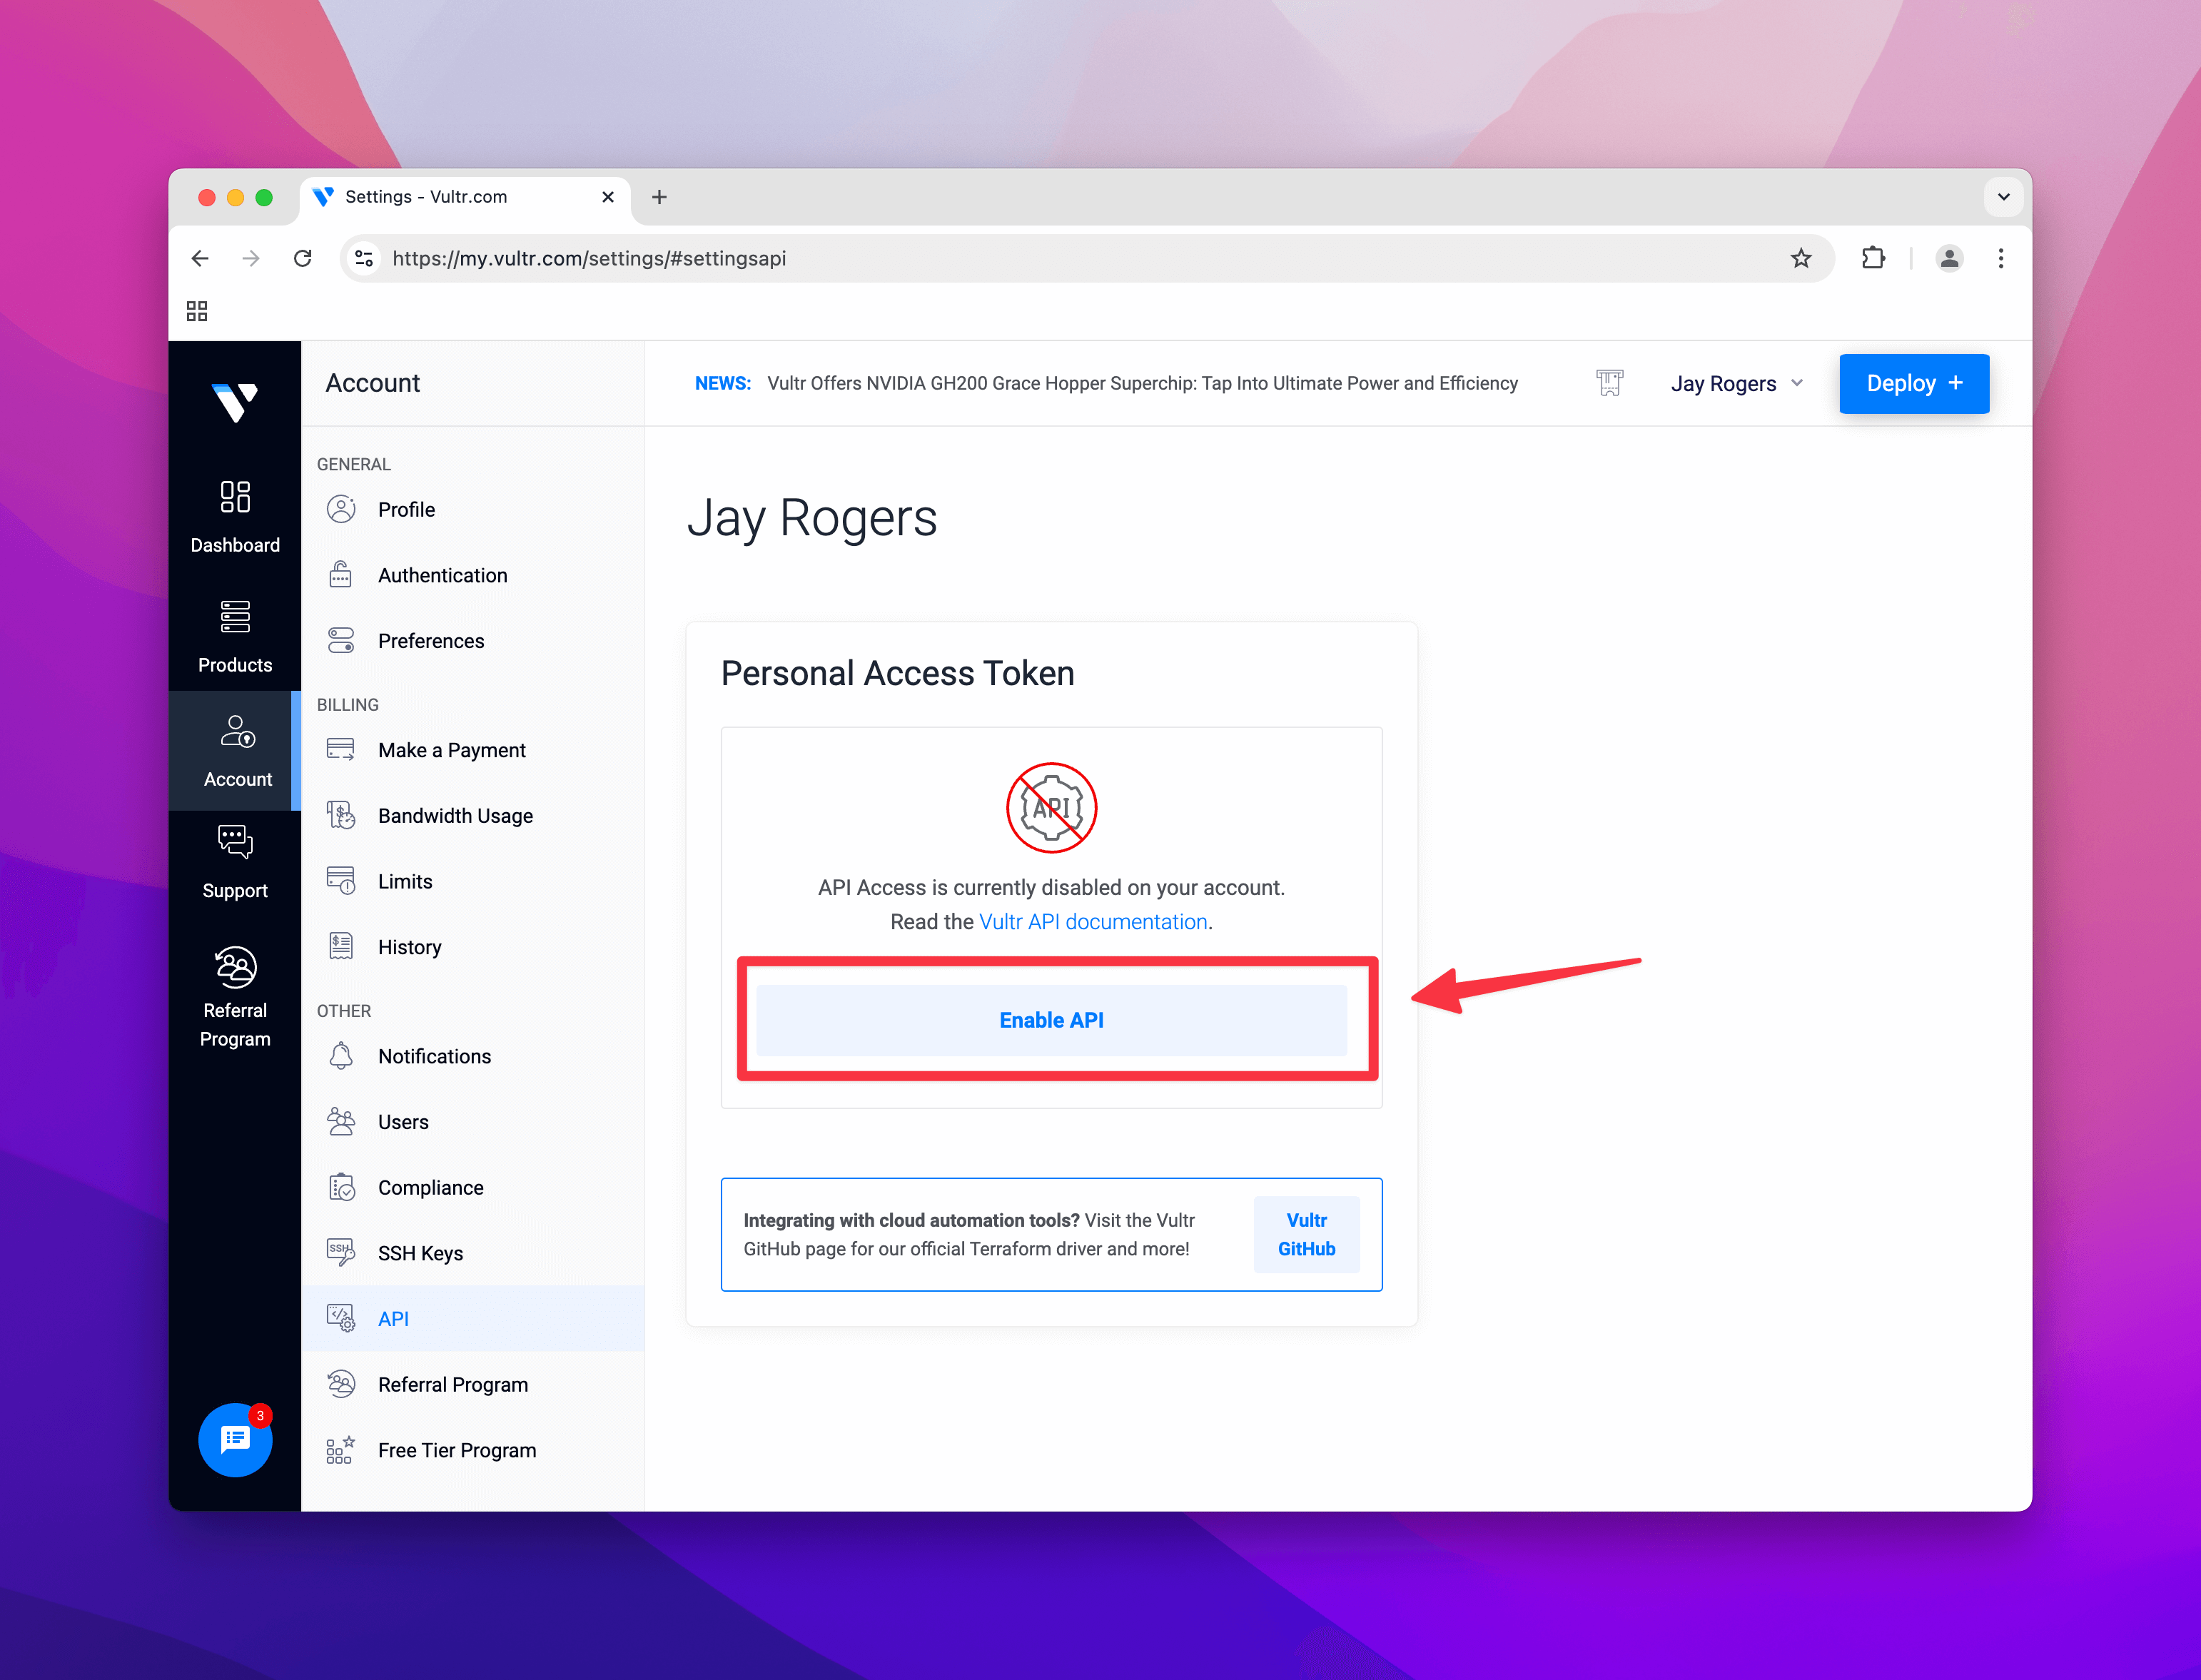 Settings - Vultr.com
https://my.vultr.com/settings/#settingsapi
Account
NEWS: Vultr Offers NVIDIA GH200 Grace Hopper Superchip: Tap Into Ultimate Power and Efficiency
Jay Rogers
Deploy +
Dashboard
Products
Account
Support
Referral
Program
3
GENERAL
Profile
Authentication
Preferences
BILLING
Make a Payment
Bandwidth Usage
Limits
History
OTHER
Notifications
Users
Compliance
SSH
SSH Keys
API
Referral Program
Free Tier Program
Jay Rogers
Personal Access Token
API
API Access is currently disabled on your account.
Read the Vultr API documentation.
Enable API
Integrating with cloud automation tools? Visit the Vultr
GitHub page for our official Terraform driver and more!
Vultr
GitHub